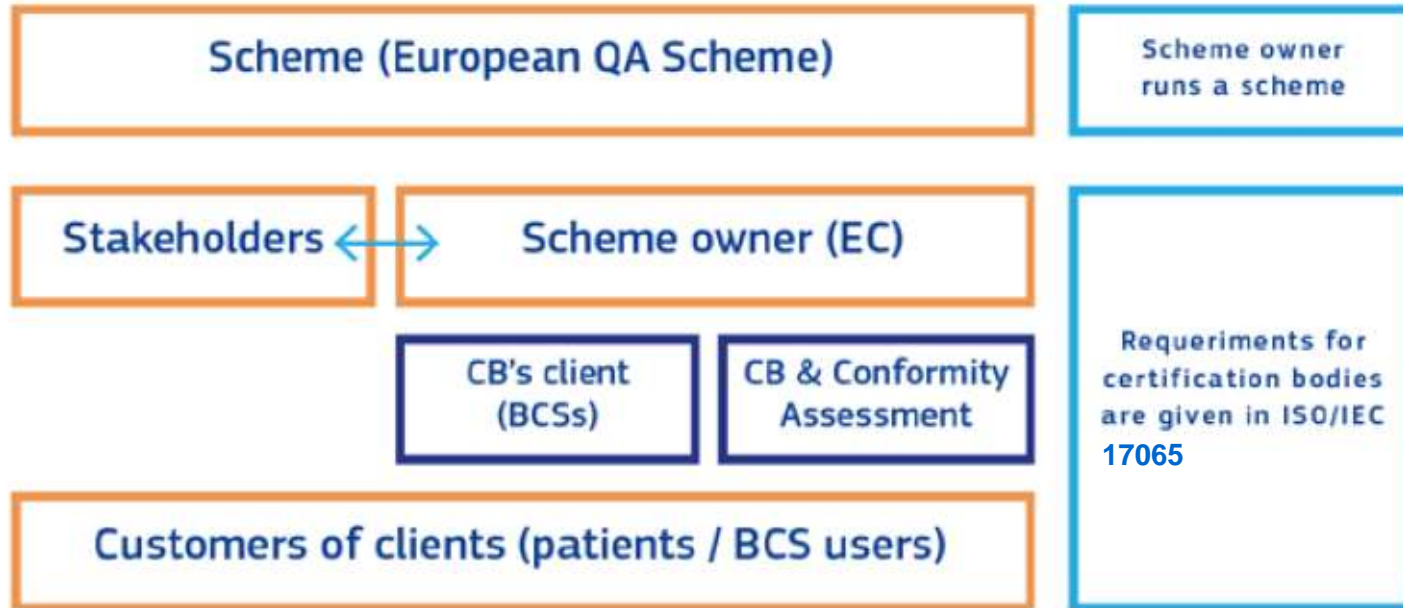 Scheme (European QA Scheme)
Scheme owner
runs a scheme
Stakeholders
Scheme owner (EC)
CB's client
(BCSs)
CB & Conformity
Assessment
Requeriments for
certification bodies
are given in ISO/IEC
17065
Customers of clients (patients / BCS users)